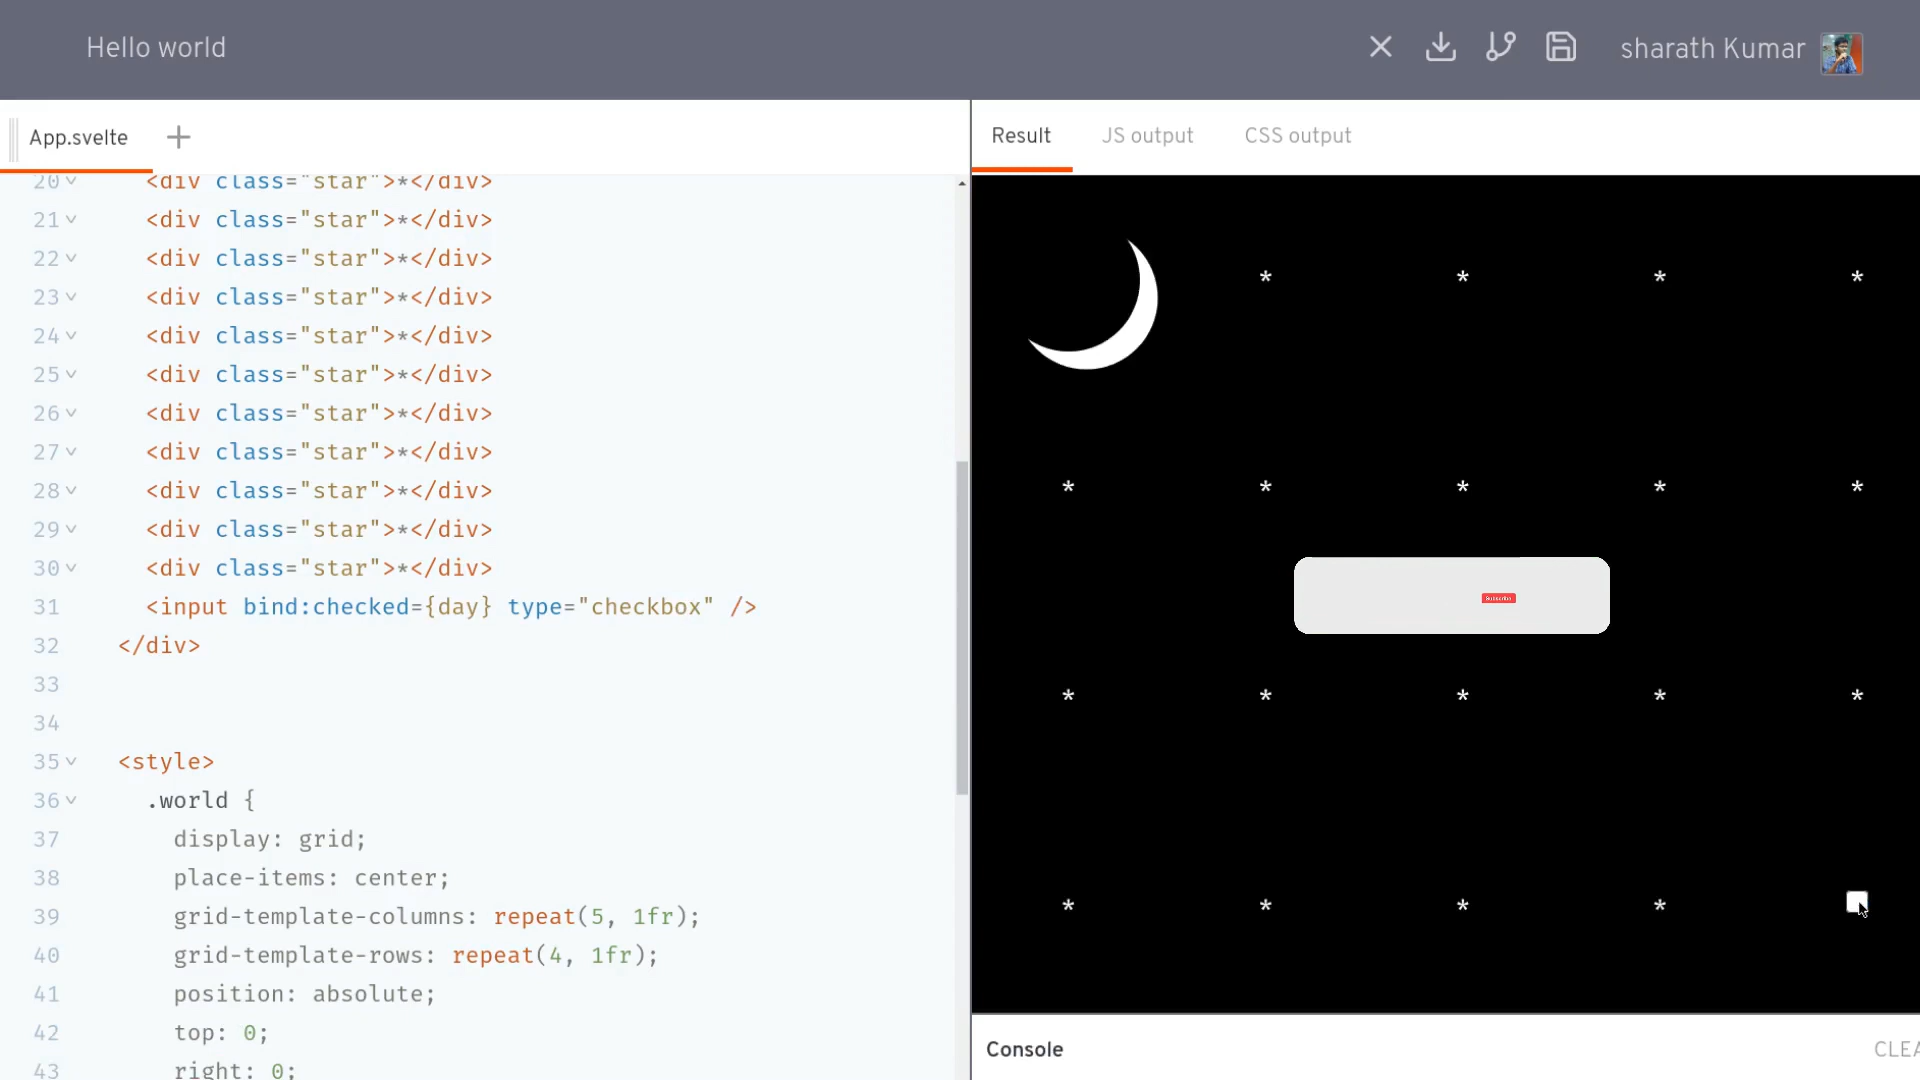 Hello world
sharath Kumar
App.svelte
Result JS output CSS output
20 <div class="star">*</div>
21 <div class="star">*</div>
22 <div class="star">*</div>
23 <div class="star">*</div>
24 <div class="star">*</div>
25 <div class="star">*</div>
26 <div class="star">*</div>
27 <div class="star">*</div>
28 <div class="star">*</div>
29 <div class="star">*</div>
30 <div class="star">*</div>
31 <input bind:checked={day} type="checkbox" />
32 </div>
33
34
35 <style>
36 .world {
37 display: grid;
38 place-items: center;
39 grid-template-columns: repeat(5, 1fr);
40 grid-template-rows: repeat(4, 1fr);
41 position: absolute;
42 top: 0;
43 right: 0;
* * * *
* * * * *
Subscribe
* * * * *
* * * *
Console
CLEA